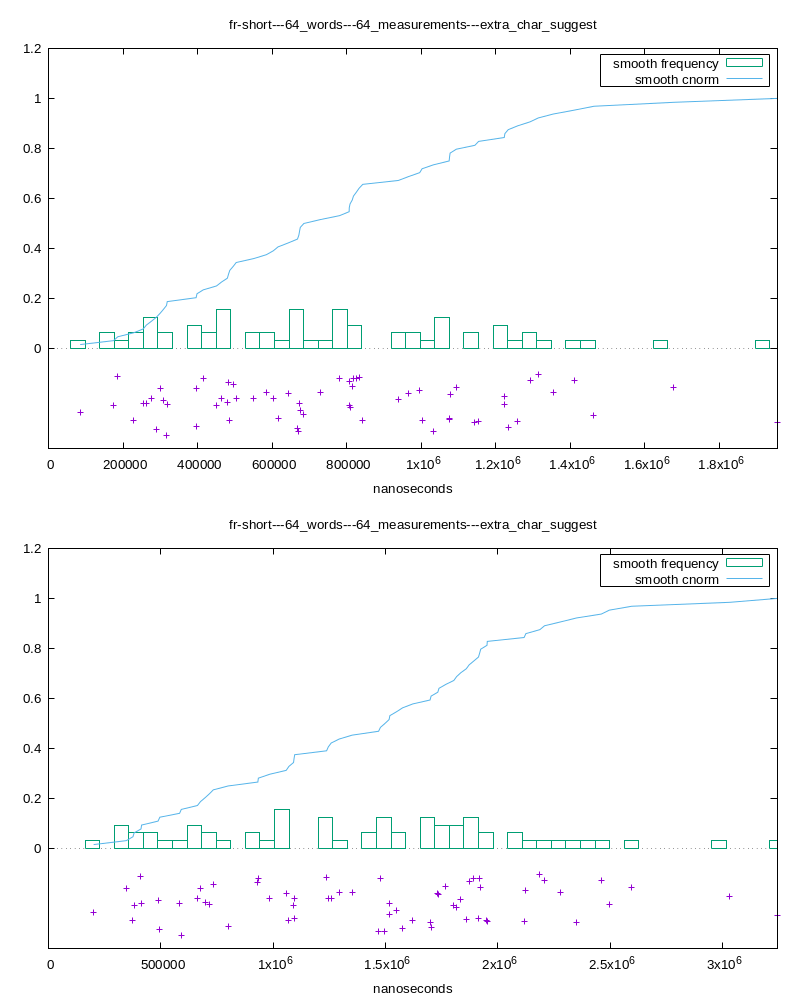 fr-short---64_words---64_measurements---extra_char_suggest
1.2
smooth frequency
smooth cnorm
1
0.8
0.6
0.4
0.2
0
0 200000 400000 600000 800000 1x10^6 1.2x10^6 1.4x10^6 1.6x10^6 1.8x10^6
nanoseconds
fr-short---64_words---64_measurements---extra_char_suggest
1.2
smooth frequency
smooth cnorm
1
0.8
0.6
0.4
0.2
0
0 500000 1x10^6 1.5x10^6 2x10^6 2.5x10^6 3x10^6
nanoseconds